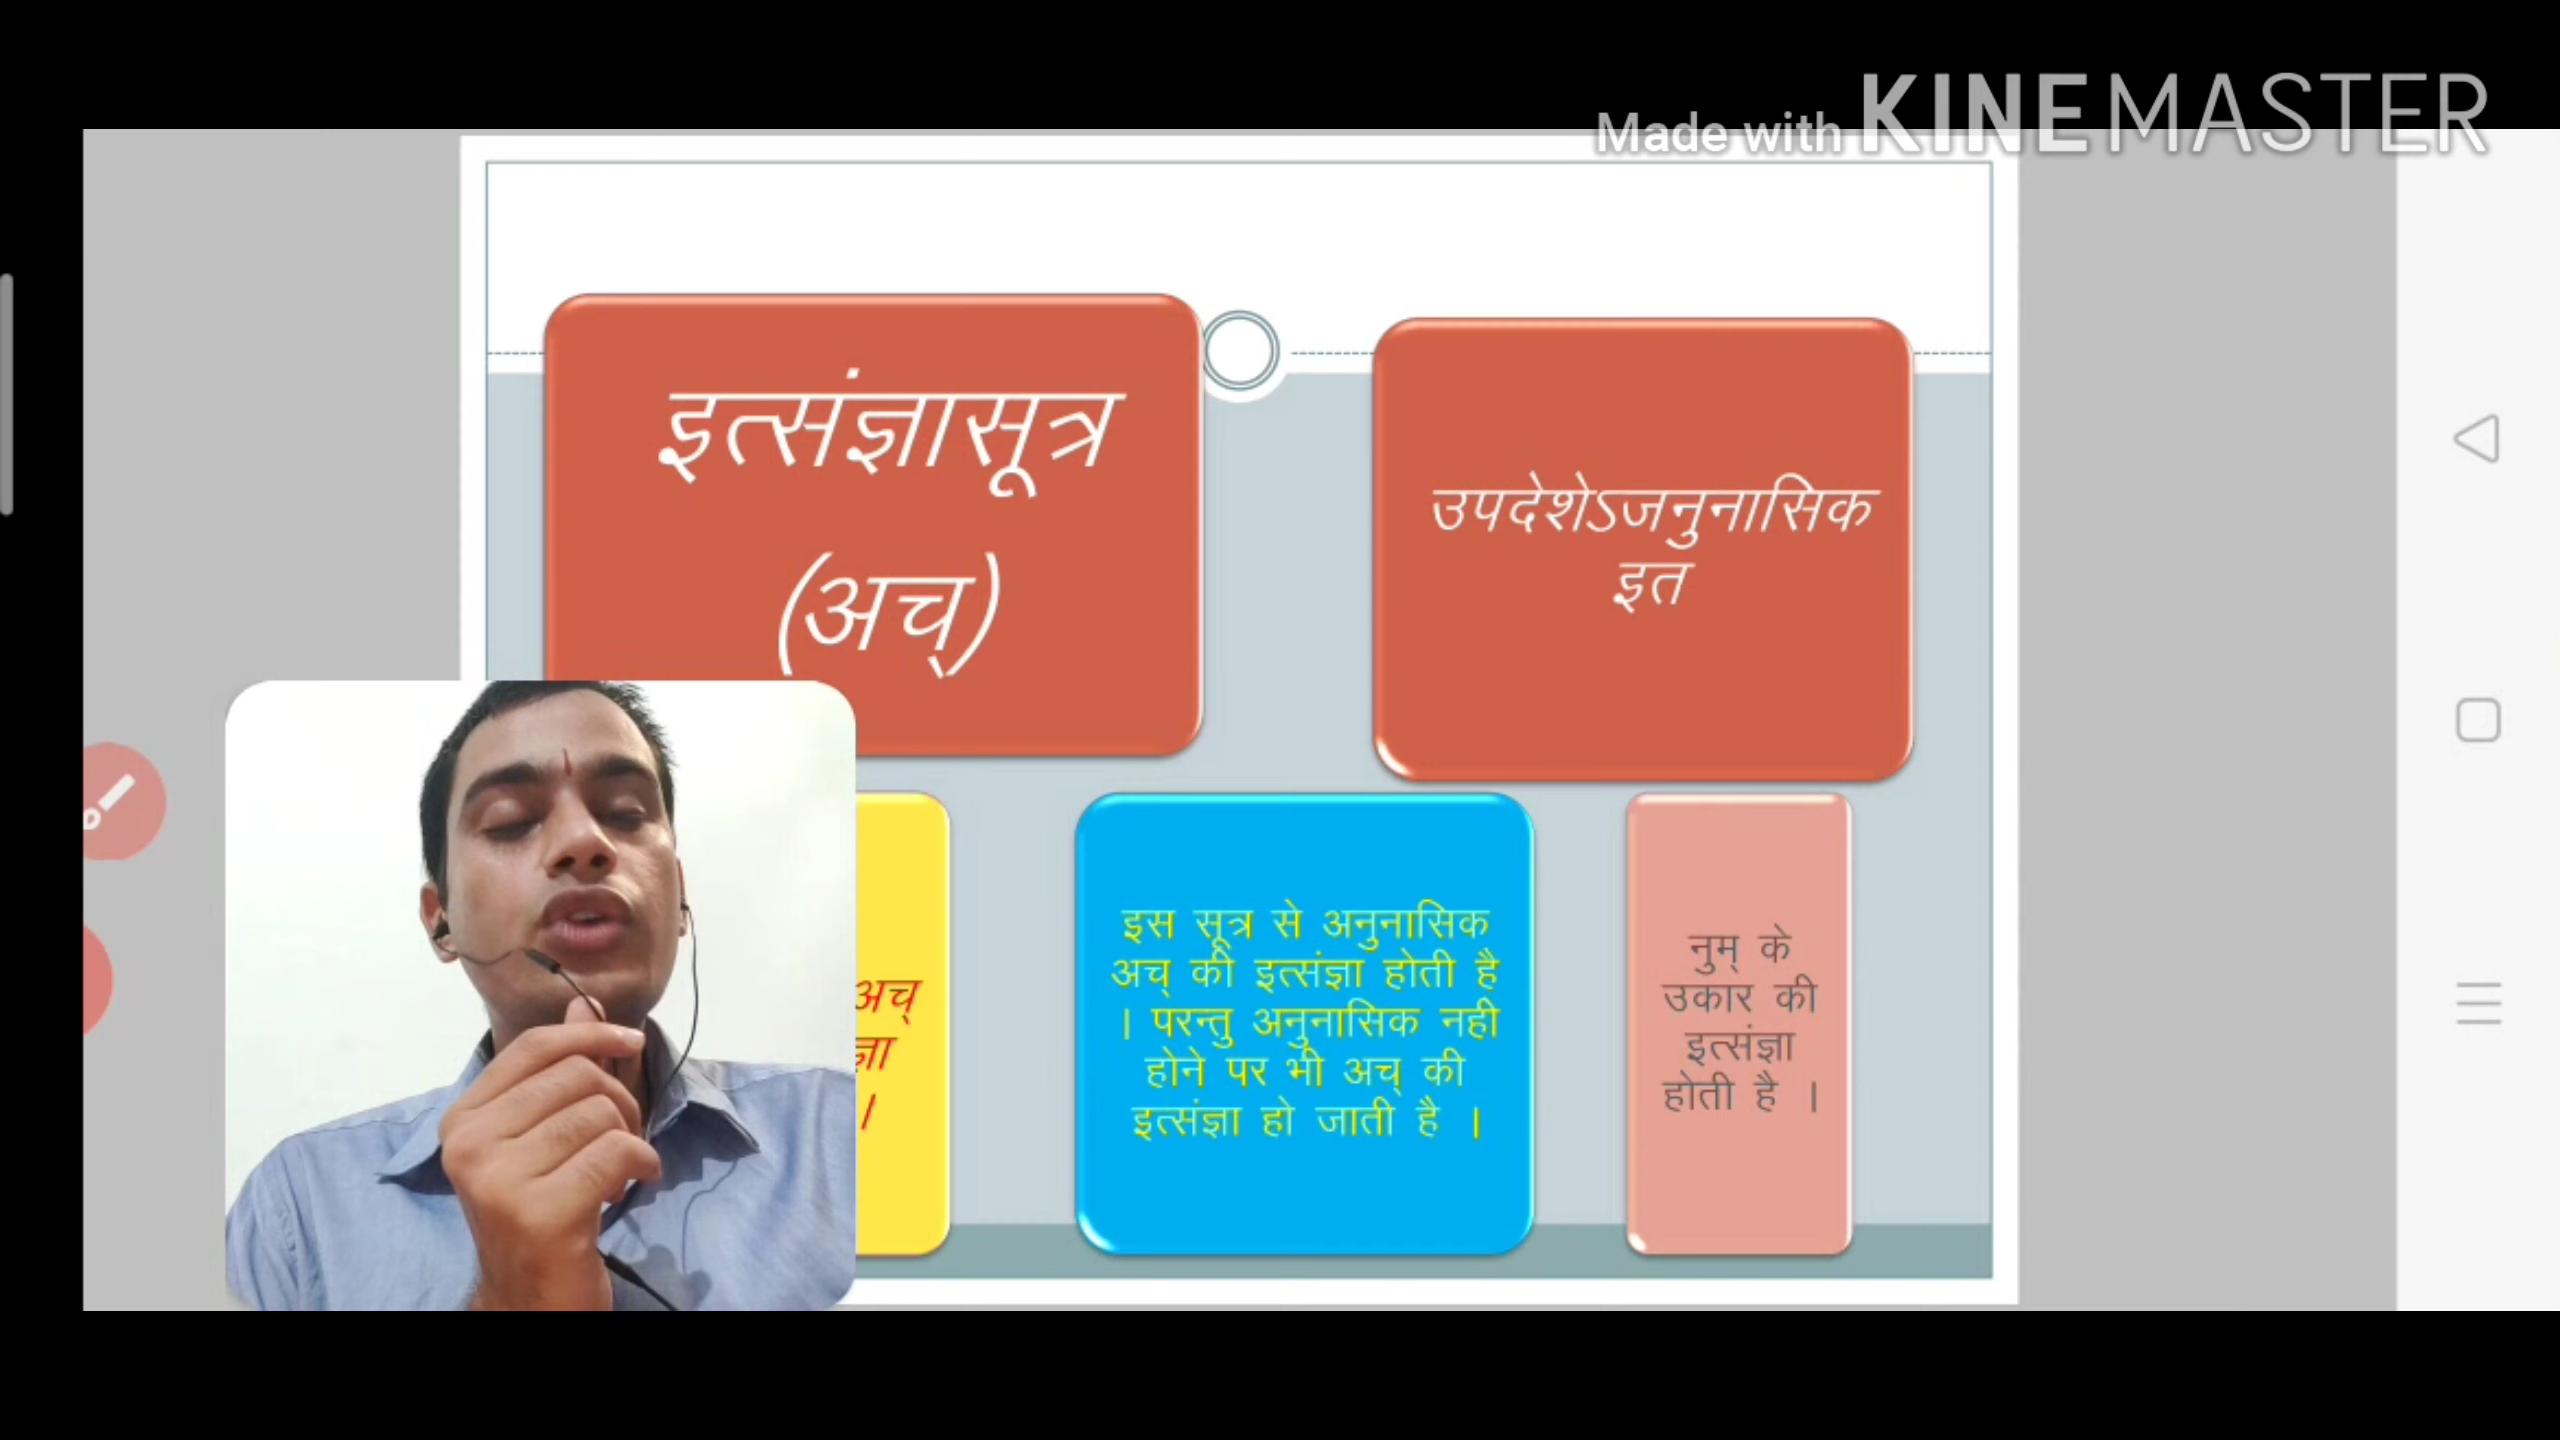 Made with KINEMASTER
इत्संज्ञासूत्र
(अच्)
उपदेशेऽजनुनासिक
इत
अच्
ज्ञा
।
इस सूत्र से अनुनासिक
अच् की इत्संज्ञा होती है
। परन्तु अनुनासिक नही
होने पर भी अच् की
इत्संज्ञा हो जाती है ।
नुम् के
उकार की
इत्संज्ञा
होती है ।